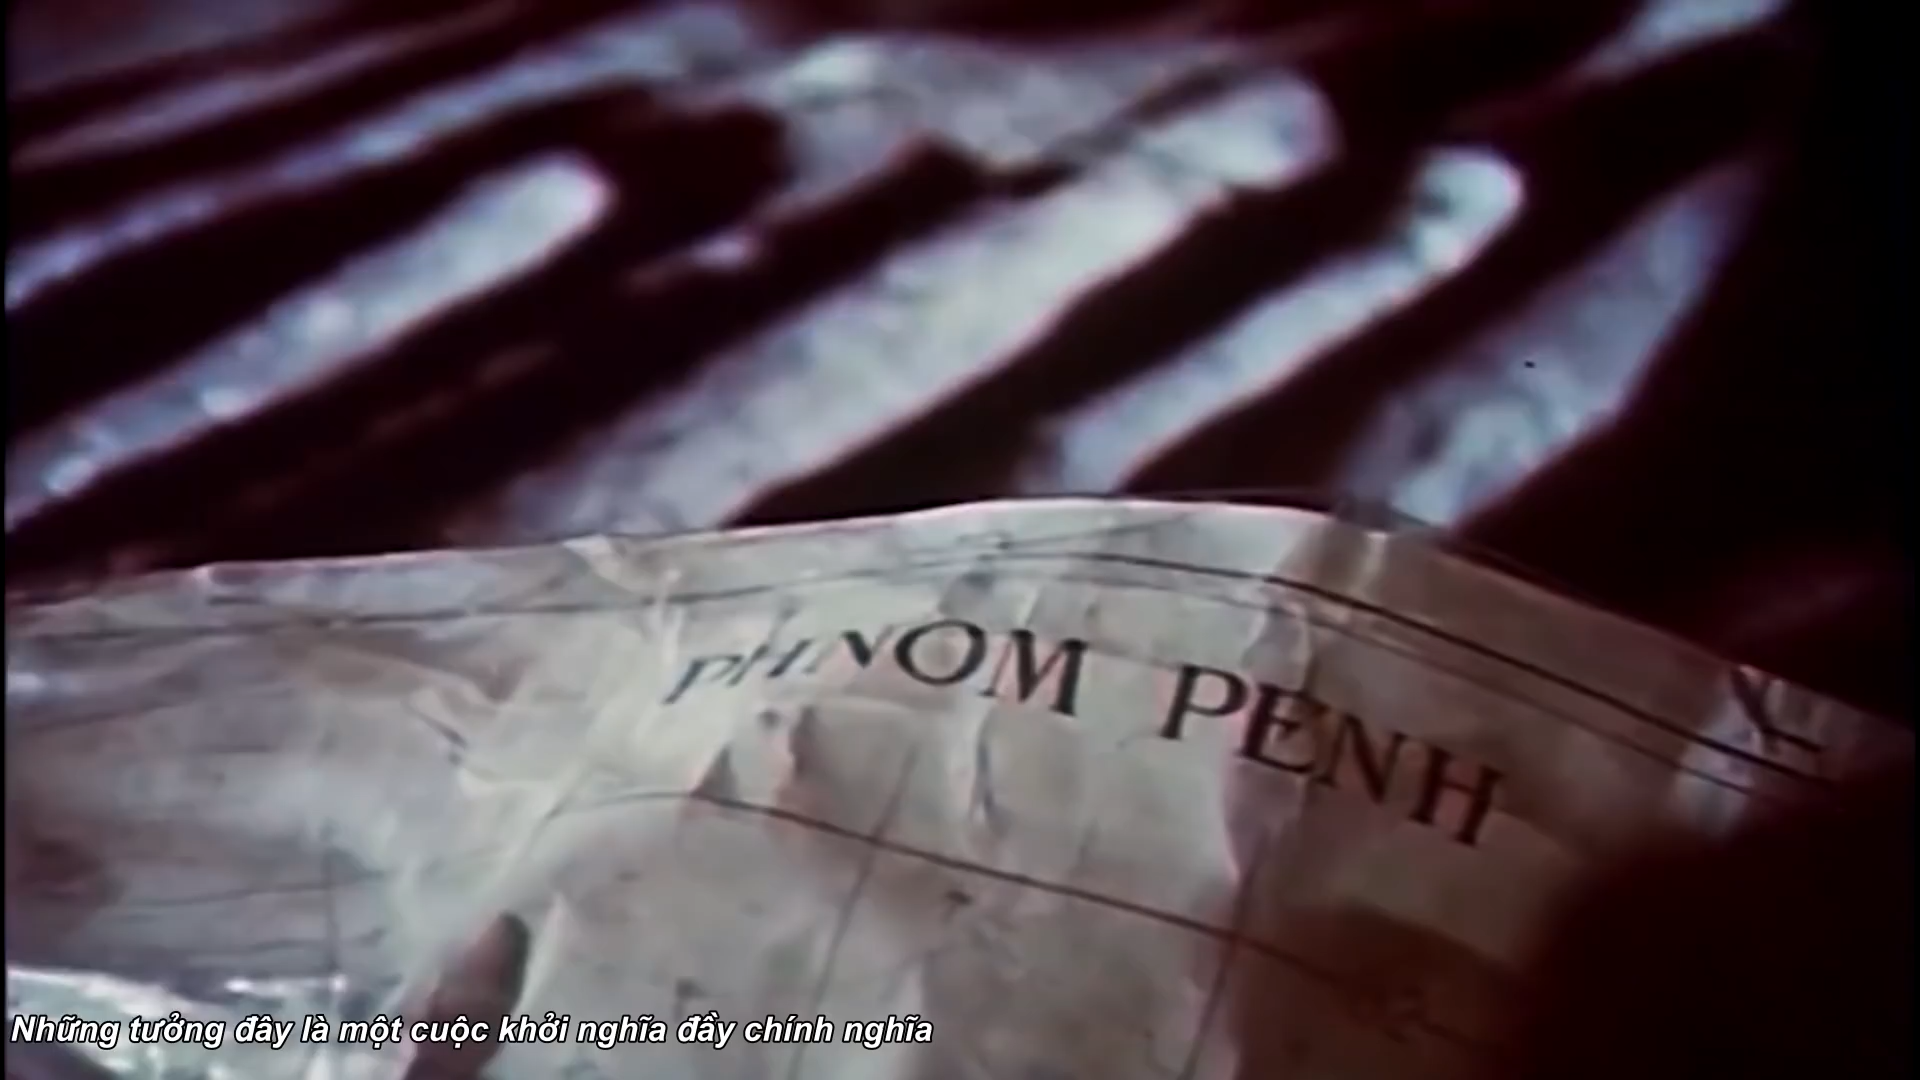 PHNOM PENH
Những tưởng đây là một cuộc khởi nghĩa đầy chính nghĩa